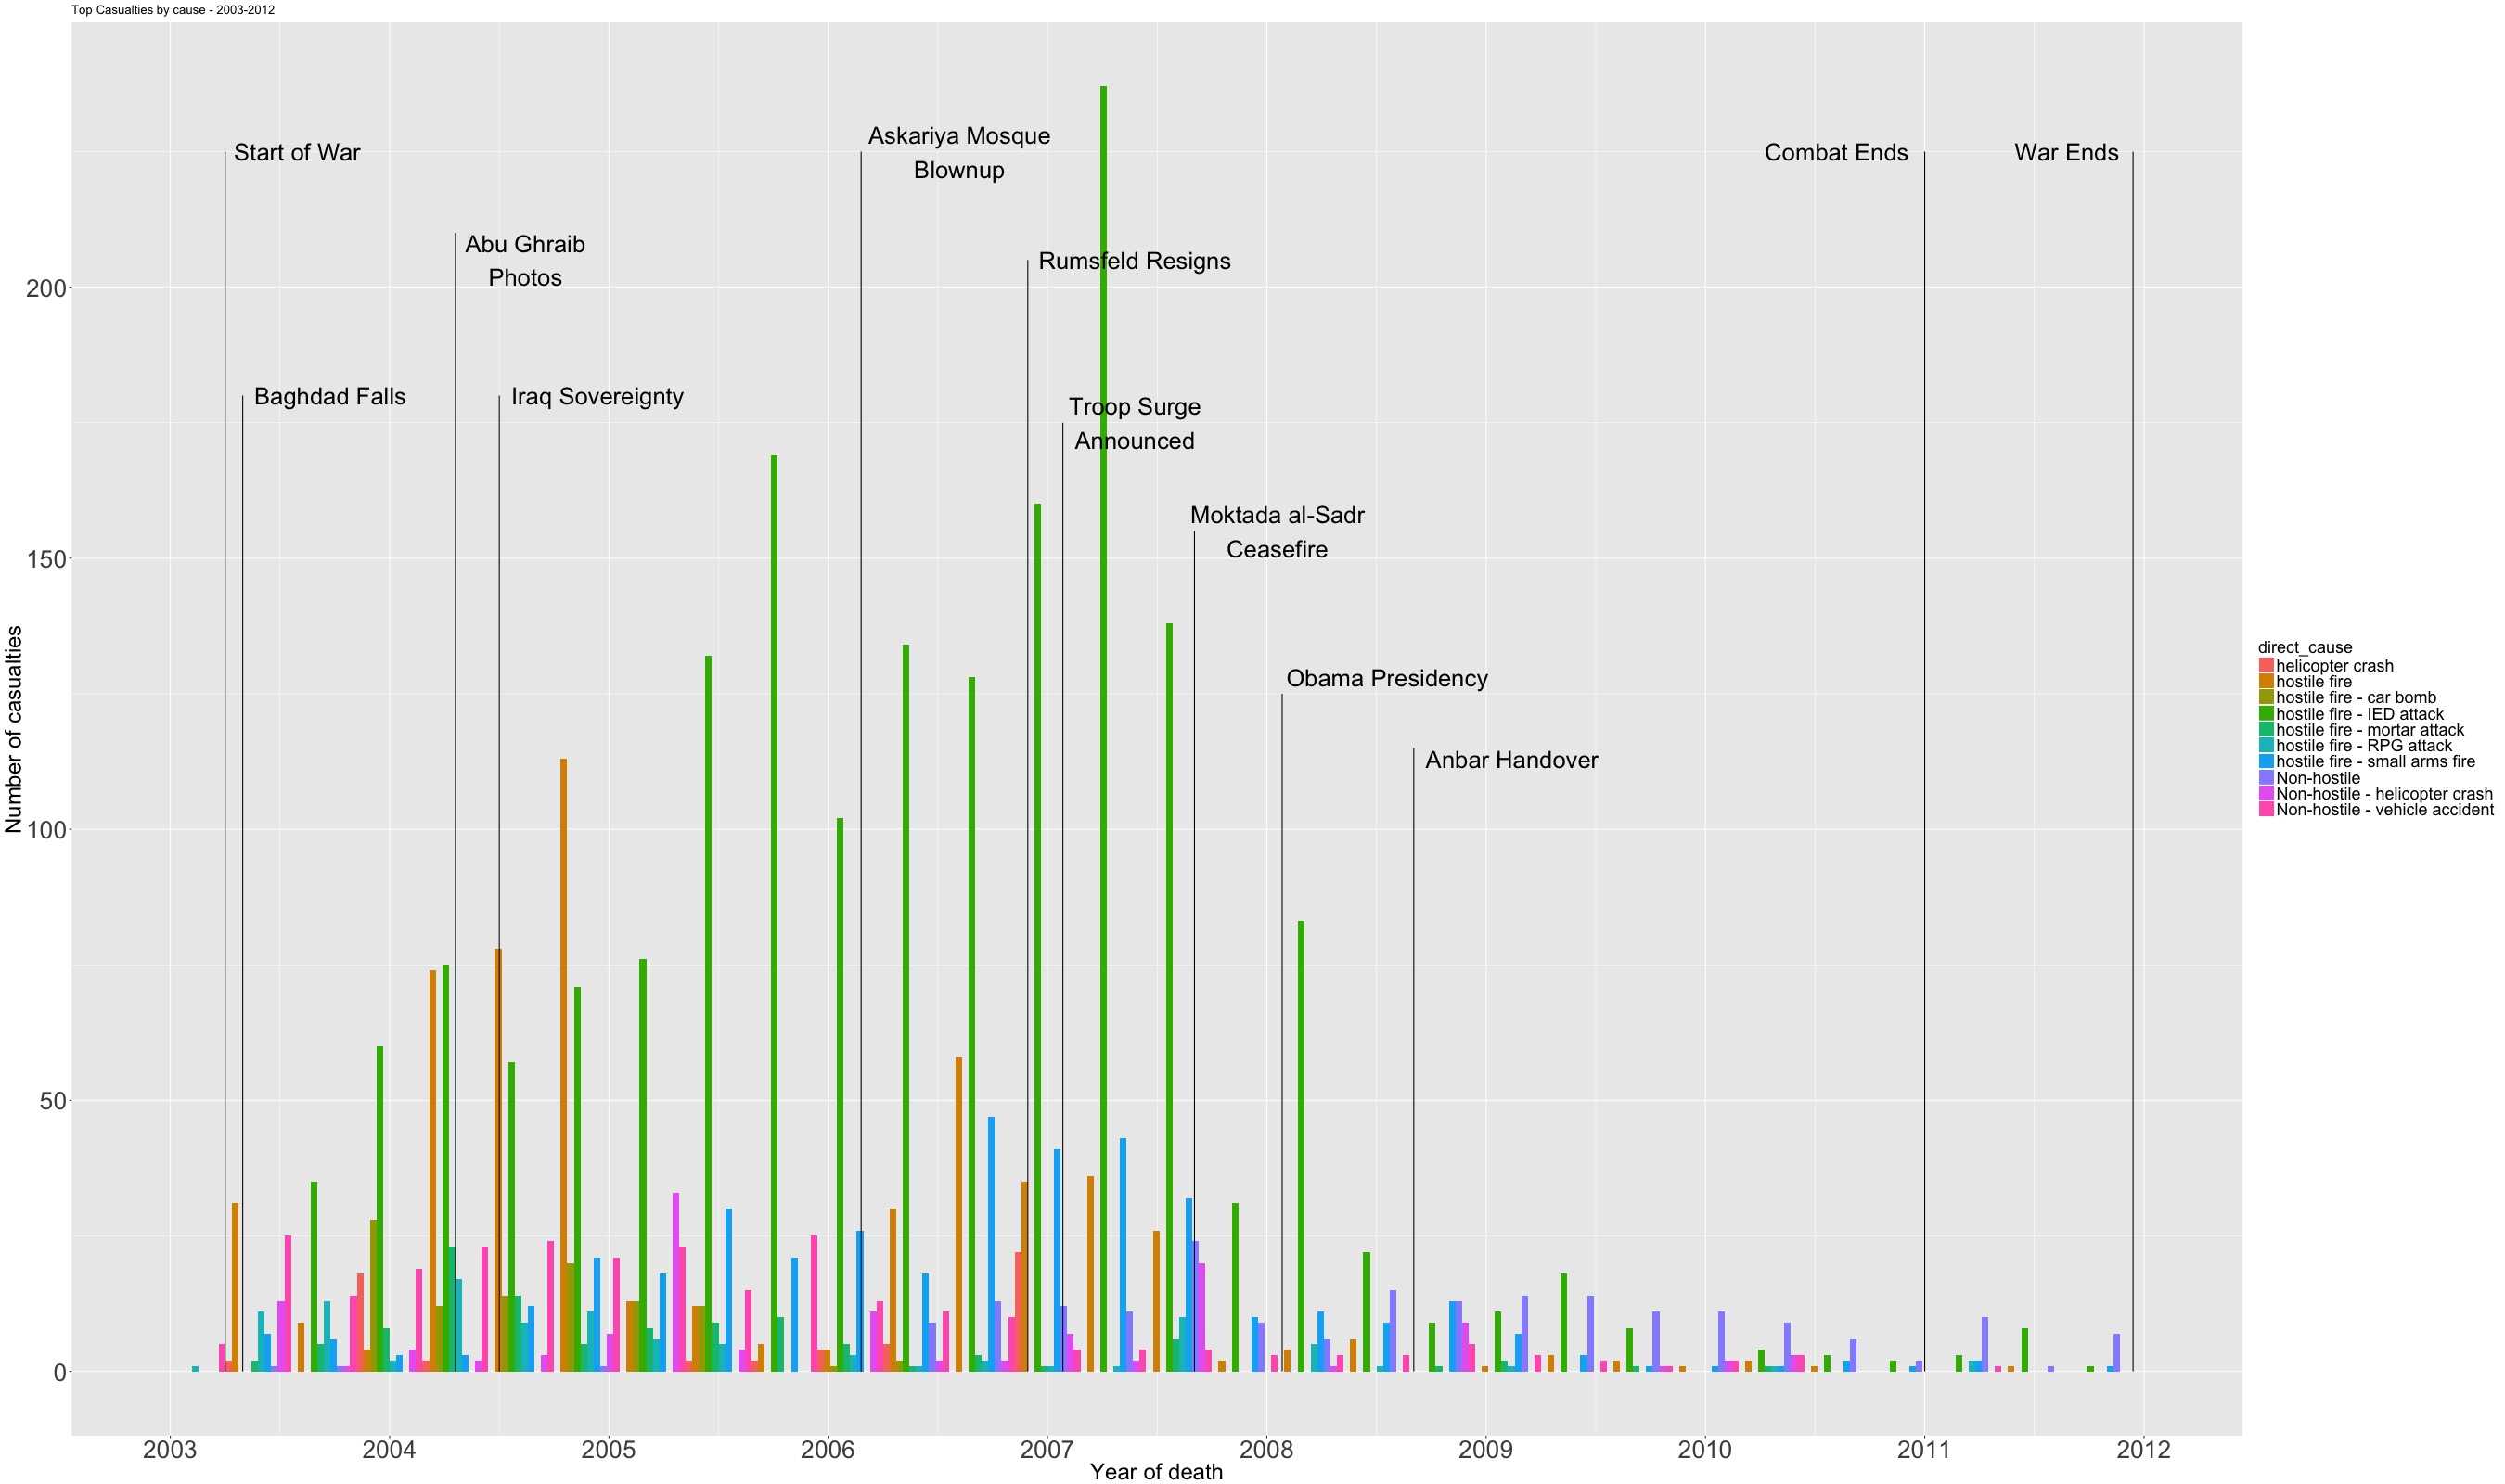 Top Casualties by cause - 2003-2012
Start of War
Askariya Mosque
Blownup
Combat Ends
War Ends
Abu Ghraib
Photos
Rumsfeld Resigns
Baghdad Falls
Iraq Sovereignty
Troop Surge
Announced
Moktada al-Sadr
Ceasefire
Obama Presidency
Anbar Handover
Number of casualties
200
150
100
50
0
2003 2004 2005 2006 2007 2008 2009 2010 2011 2012
Year of death
direct_cause
helicopter crash
hostile fire
hostile fire - car bomb
hostile fire - IED attack
hostile fire - mortar attack
hostile fire - RPG attack
hostile fire - small arms fire
Non-hostile
Non-hostile - helicopter crash
Non-hostile - vehicle accident